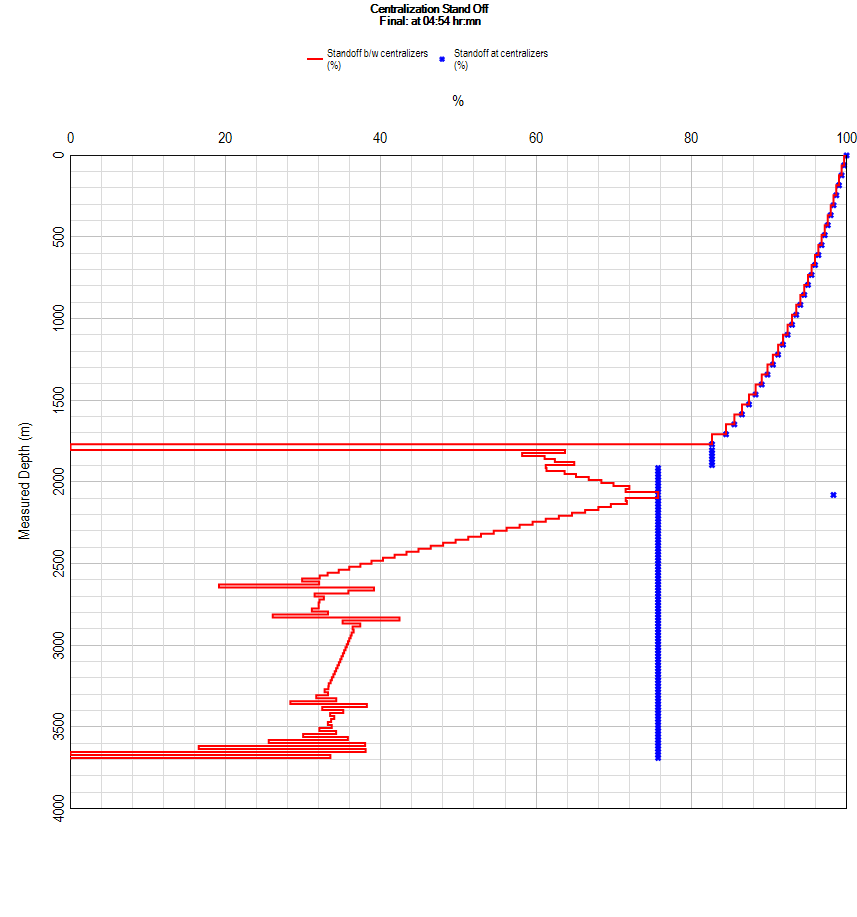 Centralization Stand Off
Final: at 04:54 hr:mn
Standoff b/w centralizers
(%)
Standoff at centralizers
(%)
%
0 20 40 60 80 100
Measured Depth (m)
0
500
1000
1500
2000
2500
3000
3500
4000